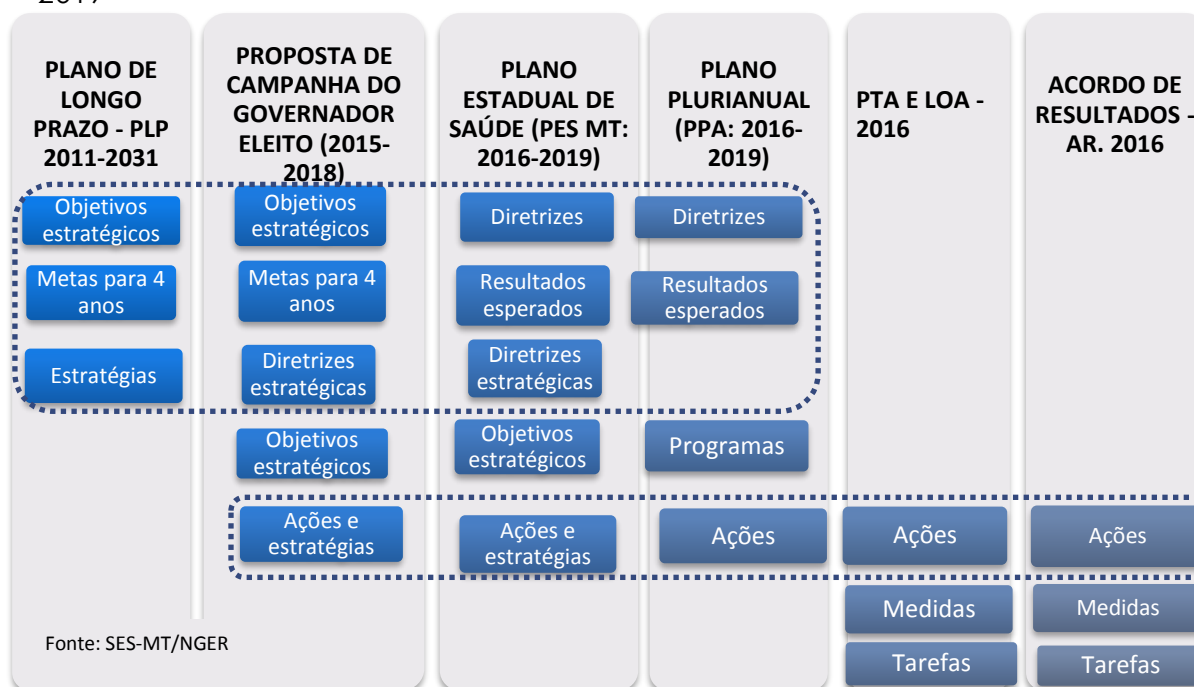 PLANO DE
LONGO
PRAZO - PLP
2011-2031
PROPOSTA DE
CAMPANHA DO
GOVERNADOR
ELEITO (2015-
2018)
PLANO
ESTADUAL DE
SAÚDE (PES MT:
2016-2019)
PLANO
PLURIANUAL
(PPA: 2016-
2019)
PTA E LOA -
2016
ACORDO DE
RESULTADOS -
AR. 2016
Objetivos
estratégicos
Objetivos
estratégicos
Diretrizes
Diretrizes
Metas para 4
anos
Metas para 4
anos
Resultados
esperados
Resultados
esperados
Estratégias
Diretrizes
estratégicas
Diretrizes
estratégicas
Objetivos
estratégicos
Objetivos
estratégicos
Programas
Ações e
estratégias
Ações e
estratégias
Ações
Ações
Ações
Medidas
Medidas
Tarefas
Tarefas
Fonte: SES-MT/NGER